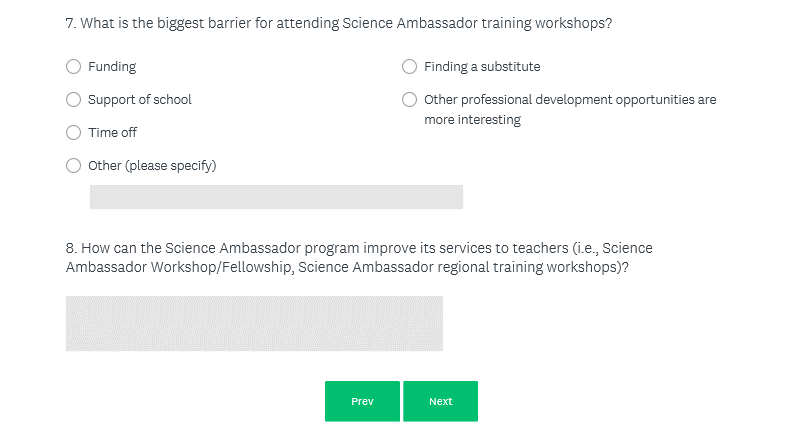 7. What is the biggest barrier for attending Science Ambassador training workshops?
Funding
Support of school
Time off
Other (please specify)
Finding a substitute
Other professional development opportunities are
more interesting
8. How can the Science Ambassador program improve its services to teachers (i.e., Science
Ambassador Workshop/Fellowship, Science Ambassador regional training workshops)?
Prev
Next